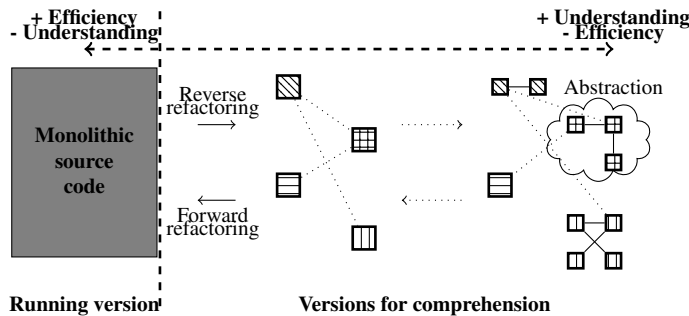 + Efficiency
- Understanding
+ Understanding
- Efficiency
Monolithic
source
code
Reverse
refactoring
Forward
refactoring
Abstraction
Running version
Versions for comprehension